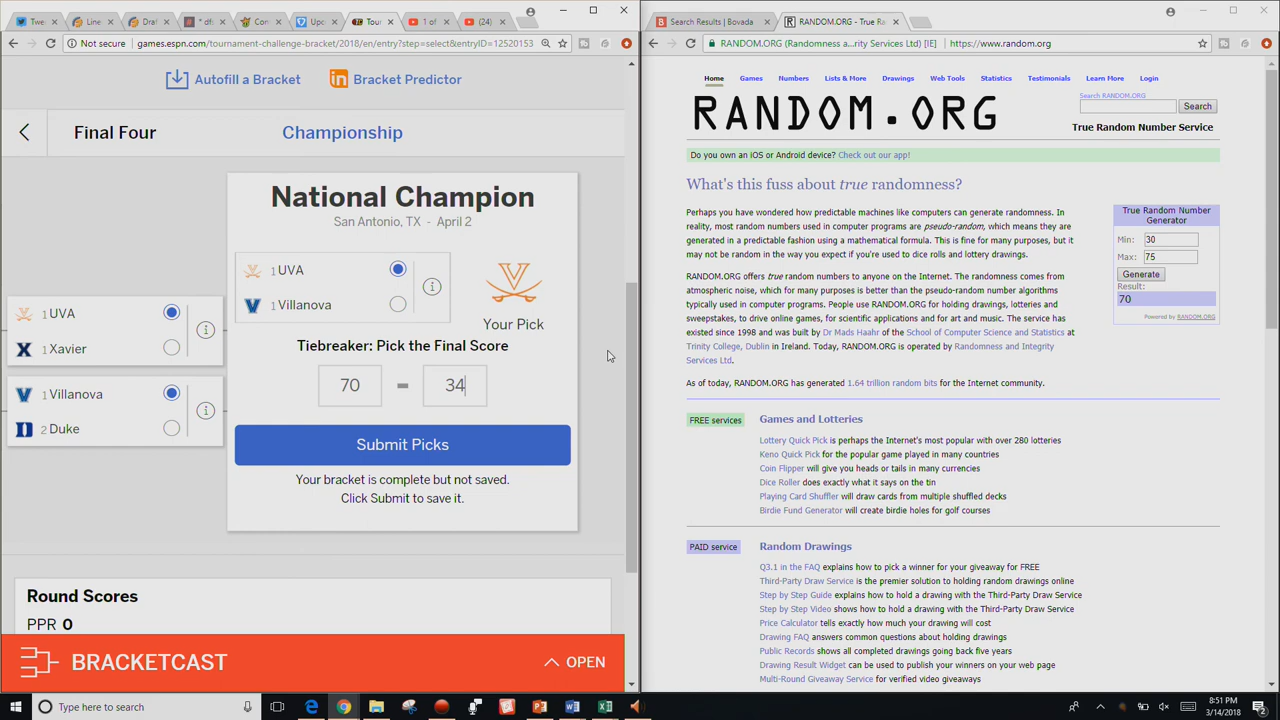 Twe
Line
Draf
* dfs
Con
Upc
Tour
1 of
(24)
Not secure | games.espn.com/tournament-challenge-bracket/2018/en/entry?step=select&entryID=12520153
Autofill a Bracket
Bracket Predictor
Final Four
Championship
National Champion
San Antonio, TX - April 2
1 UVA
1 Villanova
Your Pick
1 UVA
1 Xavier
1 Villanova
2 Duke
Tiebreaker: Pick the Final Score
70 - 34
Submit Picks
Your bracket is complete but not saved.
Click Submit to save it.
Round Scores
PPR 0
BRACKETCAST
OPEN
Search Results | Bovada
RANDOM.ORG - True Ra
RANDOM.ORG (Randomness a...rity Services Ltd) [IE] | https://www.random.org
Home Games Numbers Lists & More Drawings Web Tools Statistics Testimonials Learn More Login
RANDOM.ORG
Search RANDOM.ORG
Search
True Random Number Service
Do you own an iOS or Android device? Check out our app!
What's this fuss about true randomness?
Perhaps you have wondered how predictable machines like computers can generate randomness. In
reality, most random numbers used in computer programs are pseudo-random, which means they are
generated in a predictable fashion using a mathematical formula. This is fine for many purposes, but it
may not be random in the way you expect if you're used to dice rolls and lottery drawings.
RANDOM.ORG offers true random numbers to anyone on the Internet. The randomness comes from
atmospheric noise, which for many purposes is better than the pseudo-random number algorithms
typically used in computer programs. People use RANDOM.ORG for holding drawings, lotteries and
sweepstakes, to drive online games, for scientific applications and for art and music. The service has
existed since 1998 and was built by Dr Mads Haahr of the School of Computer Science and Statistics at
Trinity College, Dublin in Ireland. Today, RANDOM.ORG is operated by Randomness and Integrity
Services Ltd.
As of today, RANDOM.ORG has generated 1.64 trillion random bits for the Internet community.
True Random Number
Generator
Min: 30
Max: 75
Generate
Result:
70
Powered by RANDOM.ORG
FREE services
Games and Lotteries
Lottery Quick Pick is perhaps the Internet's most popular with over 280 lotteries
Keno Quick Pick for the popular game played in many countries
Coin Flipper will give you heads or tails in many currencies
Dice Roller does exactly what it says on the tin
Playing Card Shuffler will draw cards from multiple shuffled decks
Birdie Fund Generator will create birdie holes for golf courses
PAID service
Random Drawings
Q3.1 in the FAQ explains how to pick a winner for your giveaway for FREE
Third-Party Draw Service is the premier solution to holding random drawings online
Step by Step Guide explains how to hold a drawing with the Third-Party Draw Service
Step by Step Video shows how to hold a drawing with the Third-Party Draw Service
Price Calculator tells exactly how much your drawing will cost
Drawing FAQ answers common questions about holding drawings
Public Records shows all completed drawings going back five years
Drawing Result Widget can be used to publish your winners on your web page
Multi-Round Giveaway Service for verified video giveaways
Type here to search
8:51 PM
3/14/2018
2